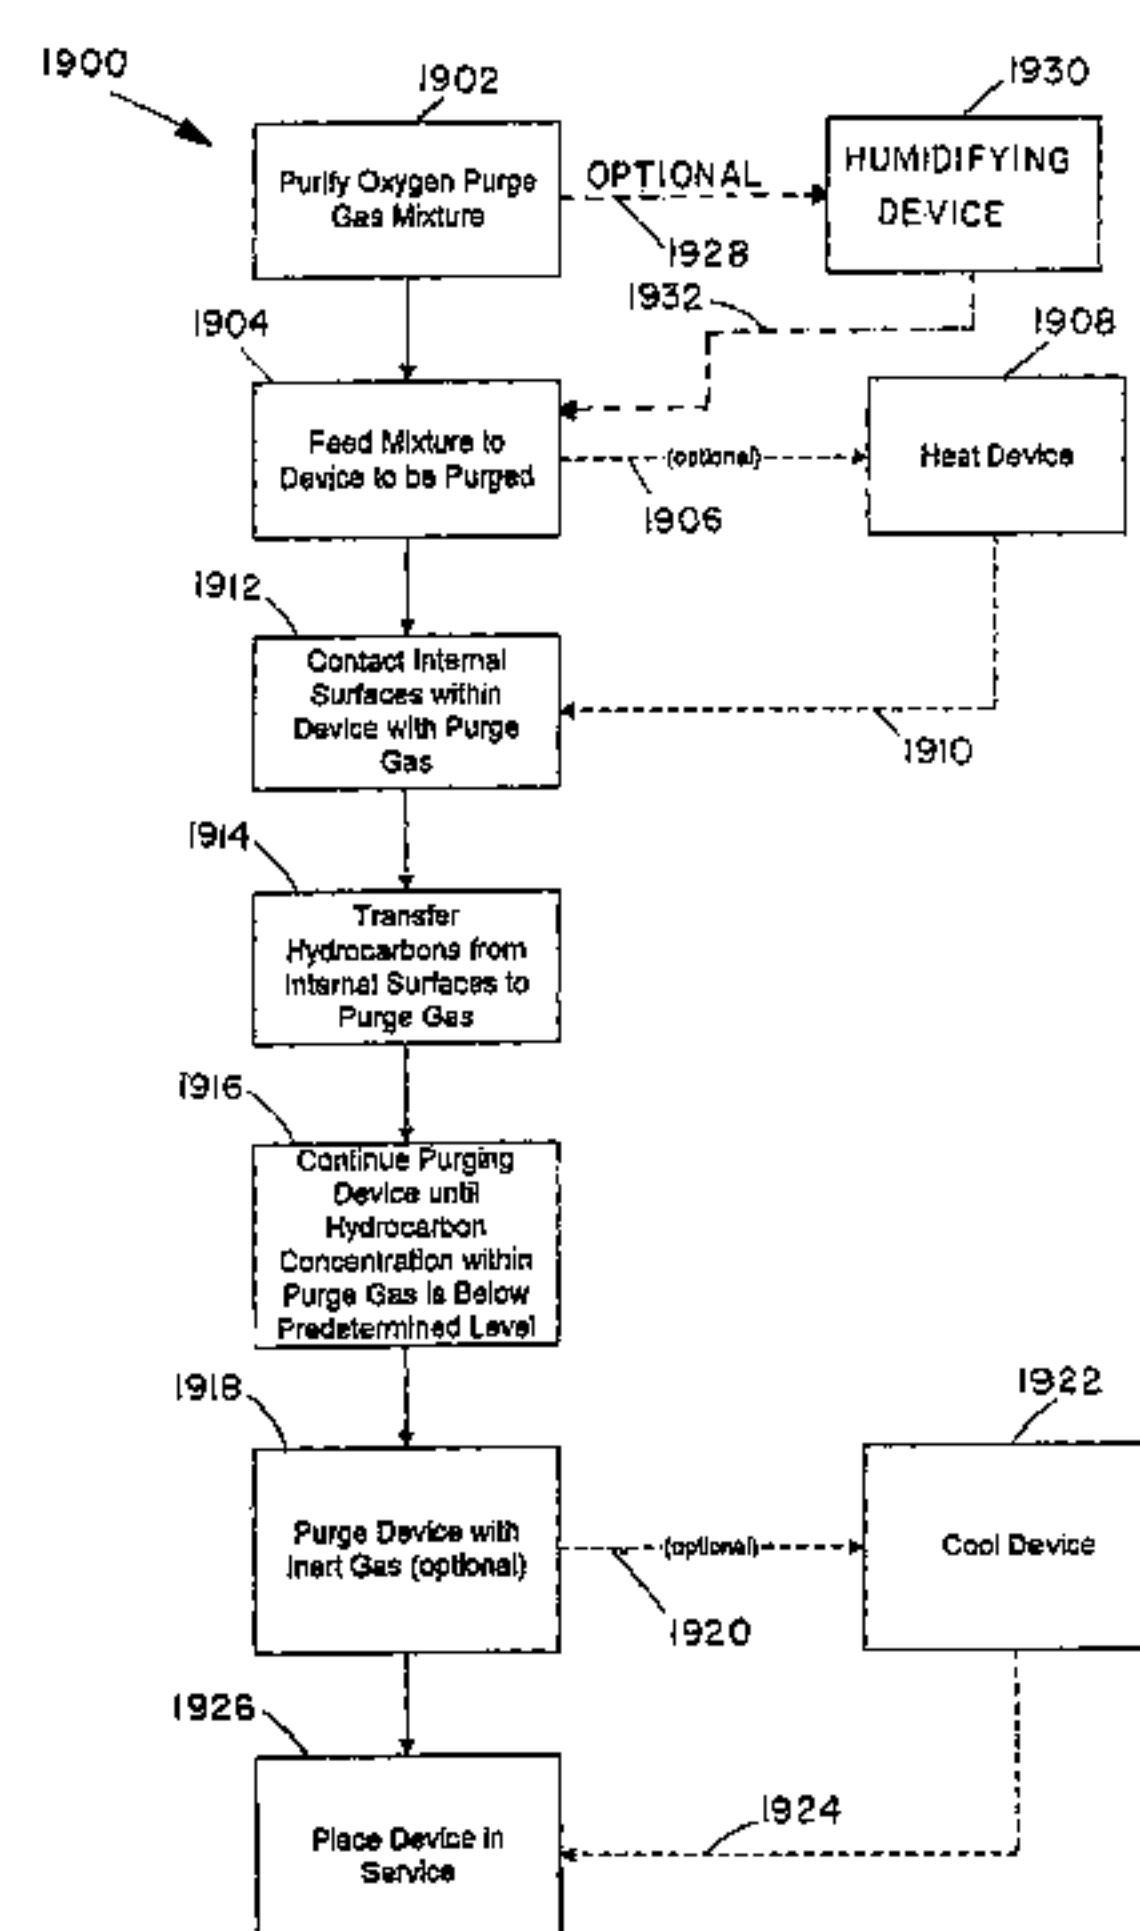 1900
1902
1930
Purify Oxygen Purge
Gas Mixture
OPTIONAL
HUMIDIFYING
DEVICE
1928
1932
1904
1908
Feed Mixture to
Device to be Purged
(optional)
Heat Device
1906
1912
Contact Internal
Surfaces within
Device with Purge
Gas
1910
1914
Transfer
Hydrocarbons from
Internal Surfaces to
Purge Gas
1916
Continue Purging
Device until
Hydrocarbon
Concentration within
Purge Gas is Below
Predetermined Level
1918
1922
Purge Device with
Inert Gas (optional)
(optional)
Cool Device
1920
1926
1924
Place Device in
Service